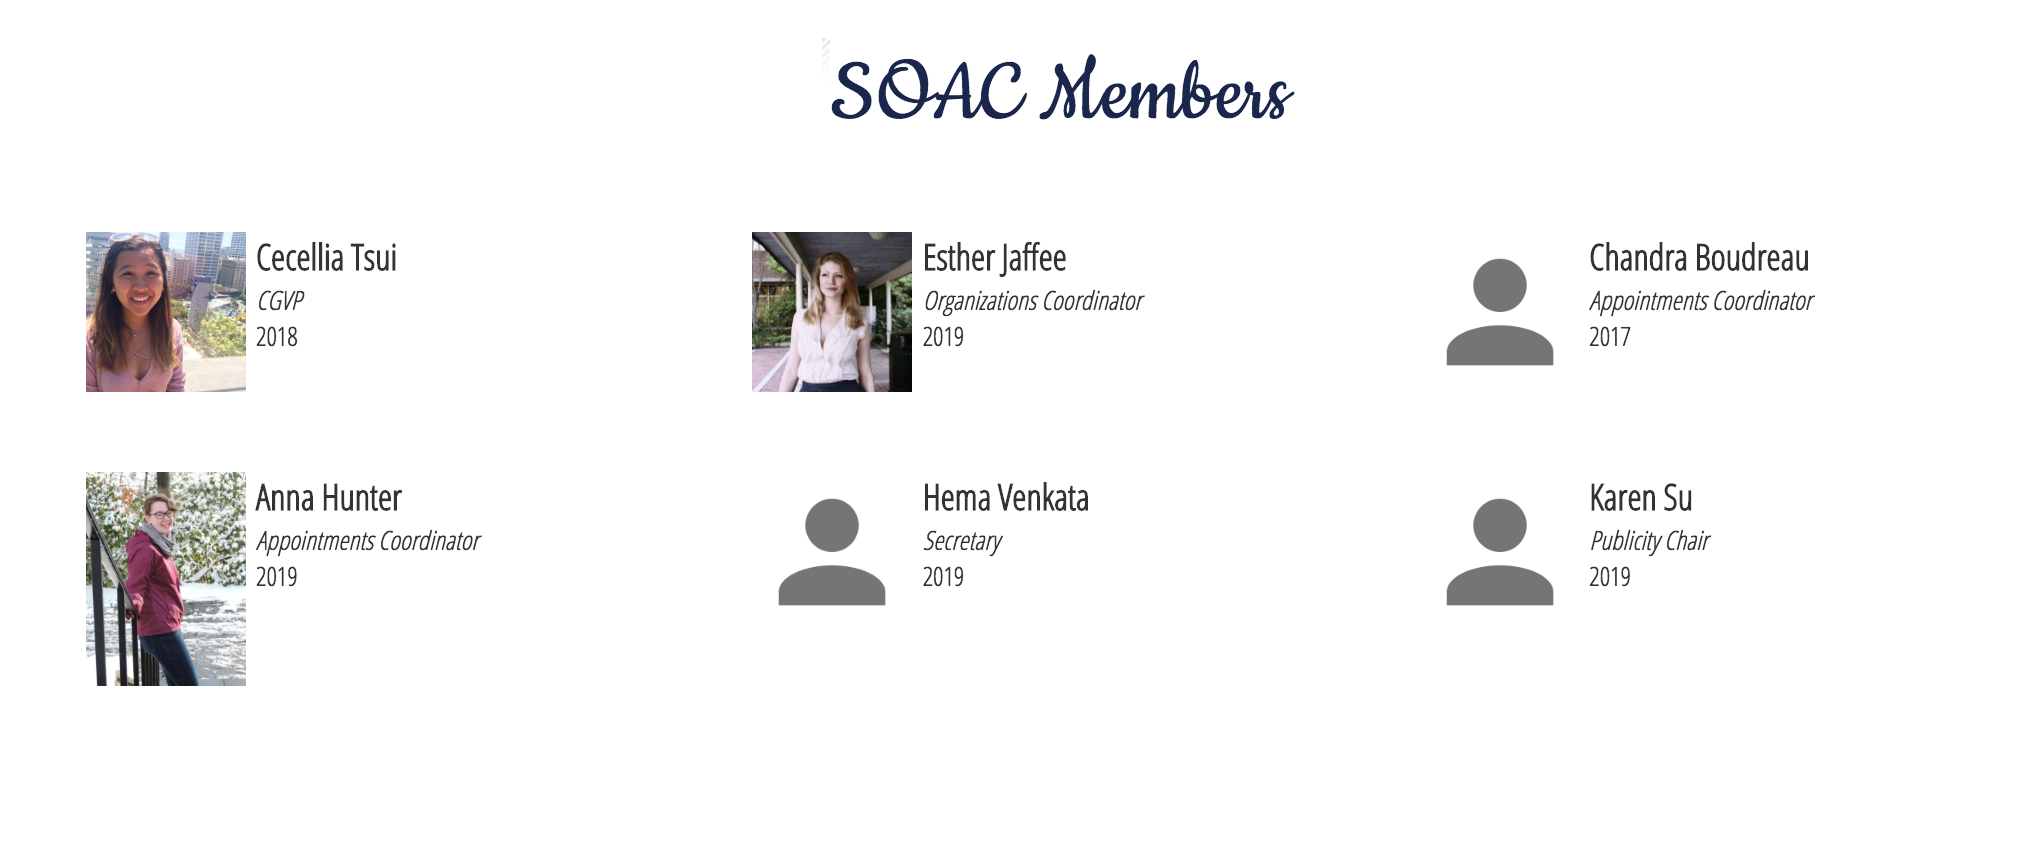 SOAC Members
Cecellia Tsui
CGVP
2018
Esther Jaffee
Organizations Coordinator
2019
Chandra Boudreau
Appointments Coordinator
2017
Anna Hunter
Appointments Coordinator
2019
Hema Venkata
Secretary
2019
Karen Su
Publicity Chair
2019